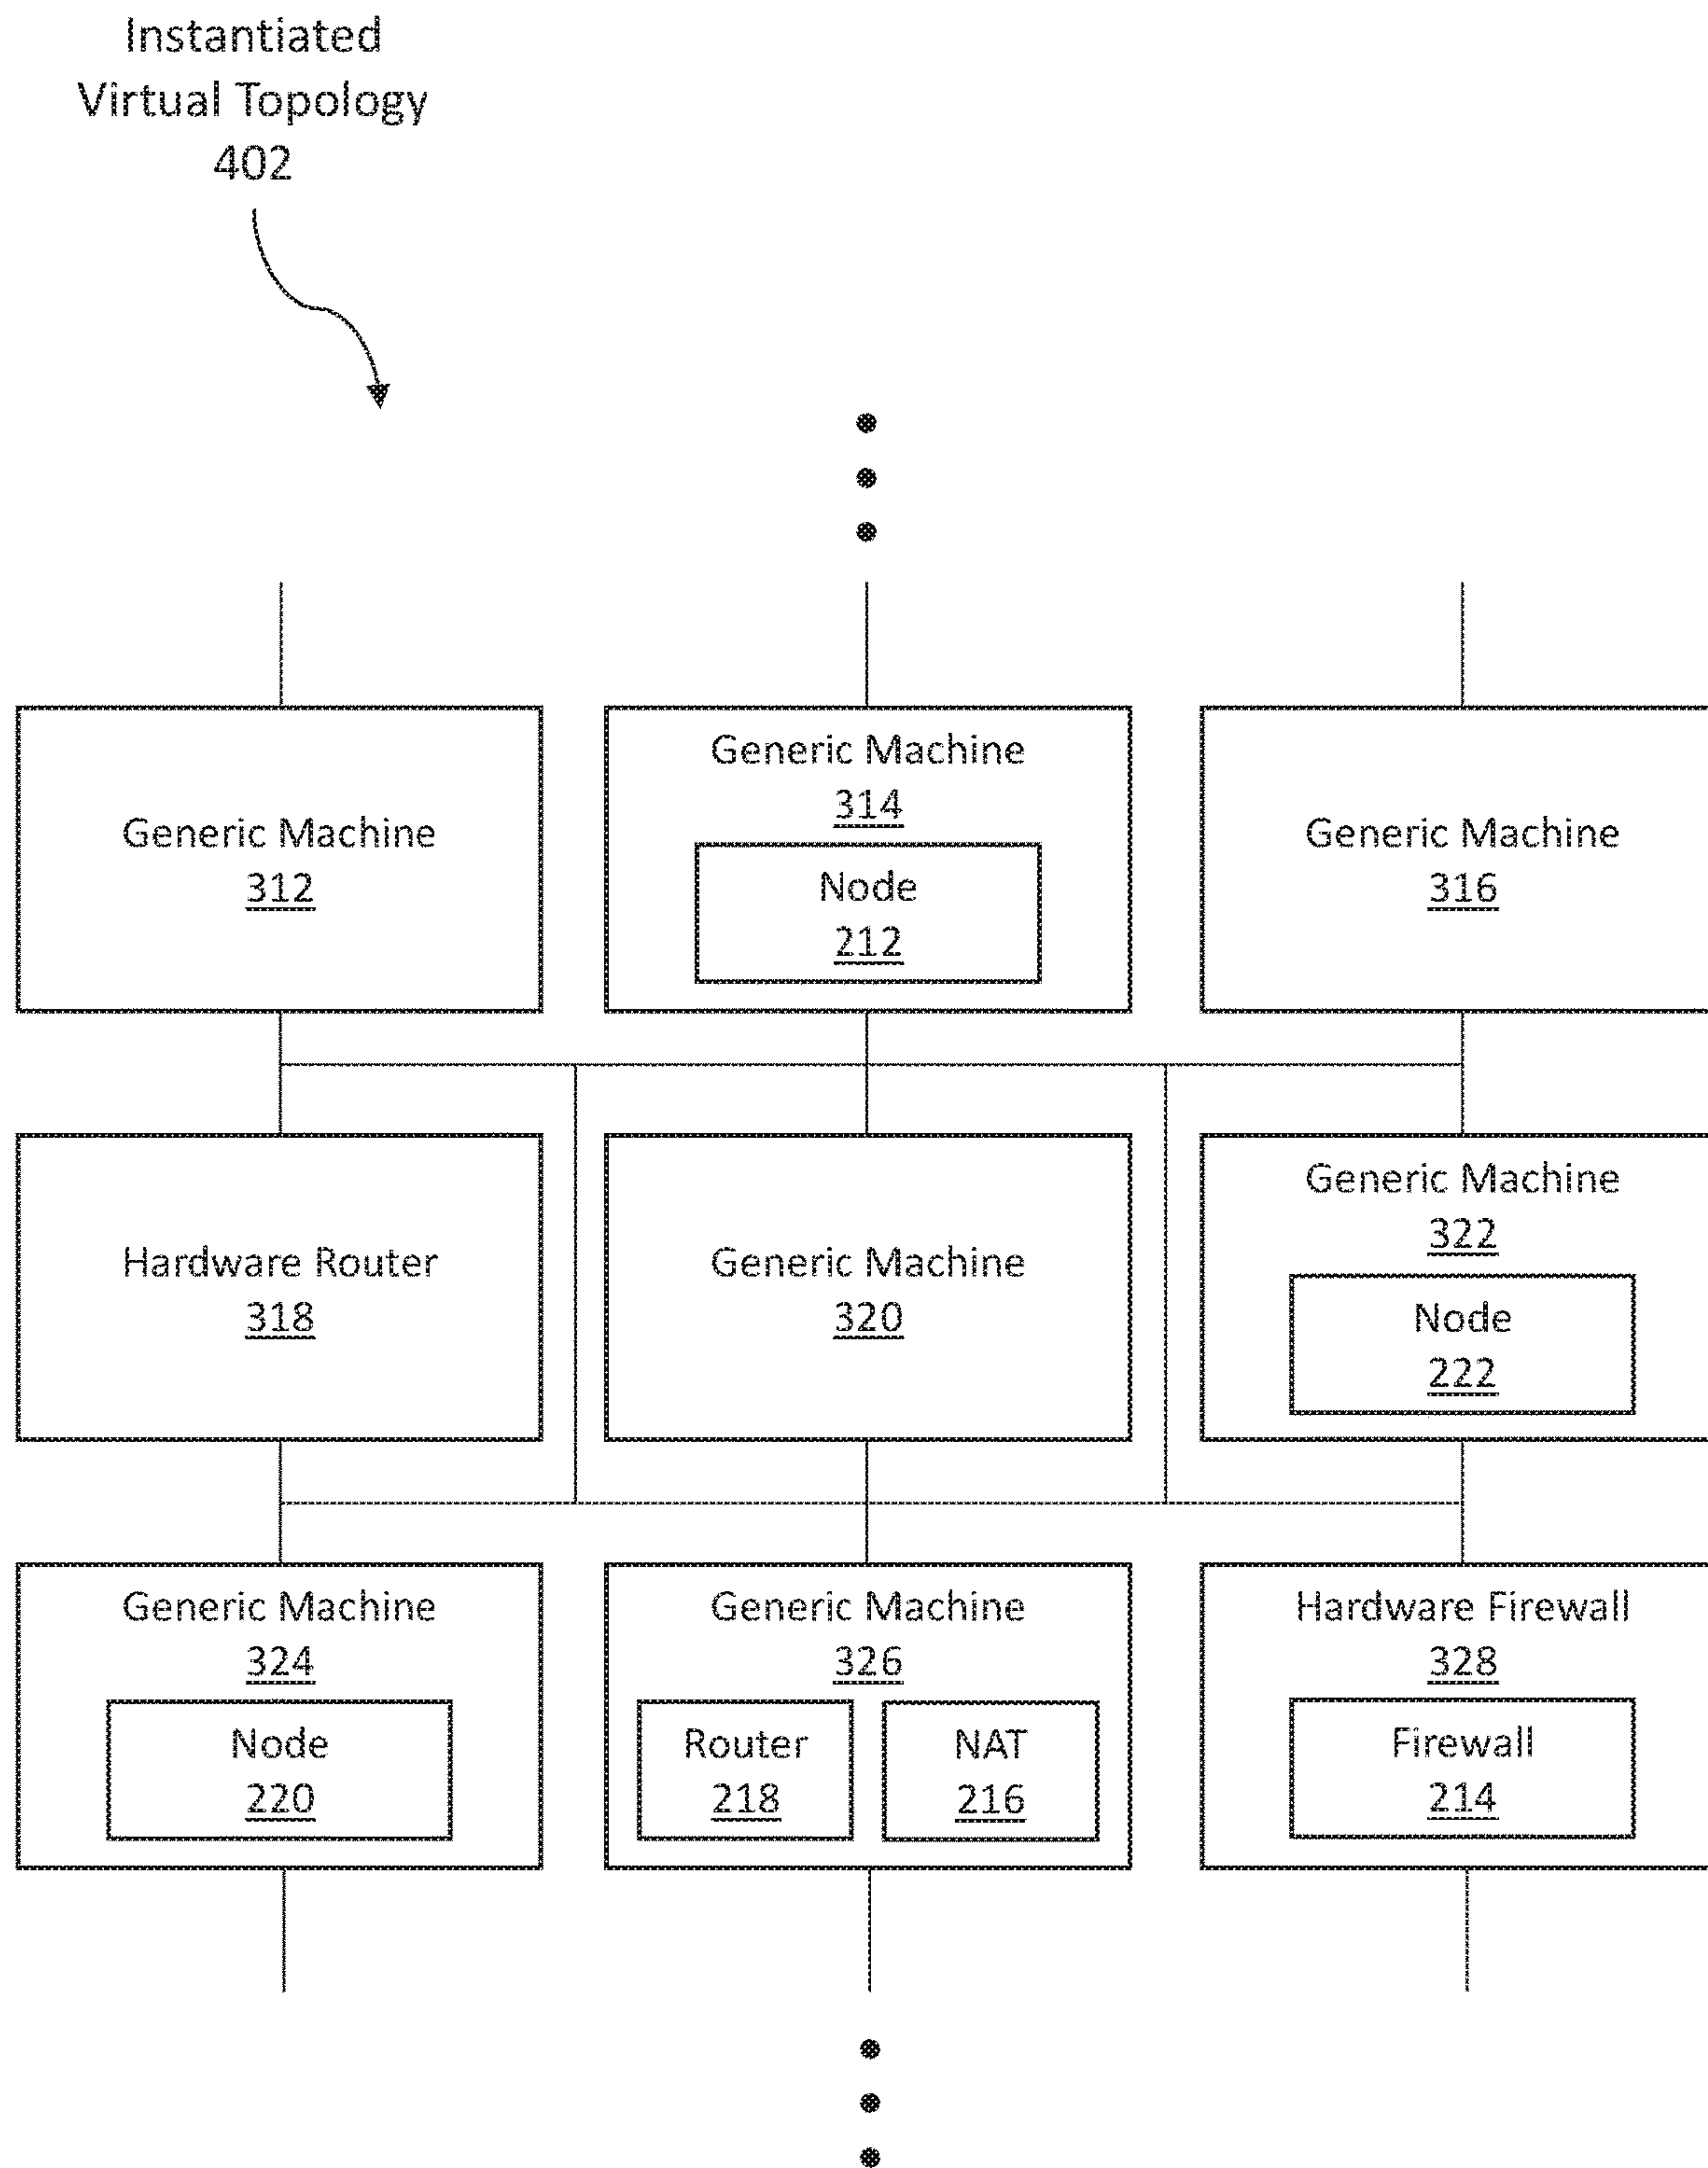 Instantiated
Virtual Topology
402
Generic Machine
312
Generic Machine
314
Node
212
Generic Machine
316
Hardware Router
318
Generic Machine
320
Generic Machine
322
Node
222
Generic Machine
324
Node
220
Generic Machine
326
Router
218
NAT
216
Hardware Firewall
328
Firewall
214